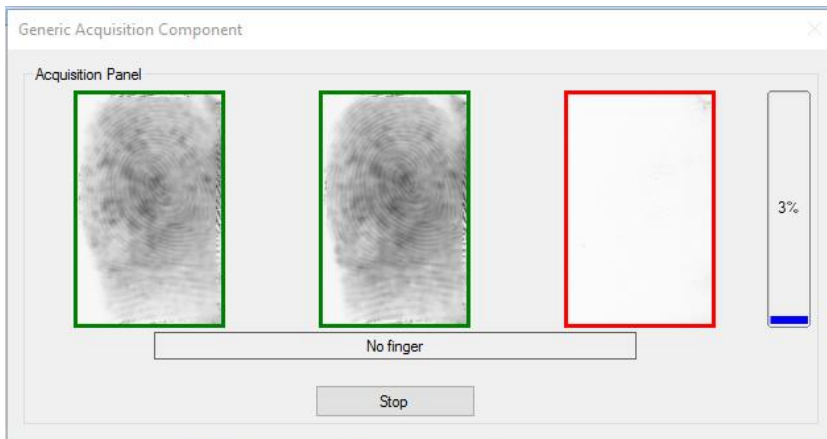 Generic Acquisition Component
Acquisition Panel
3%
No finger
Stop